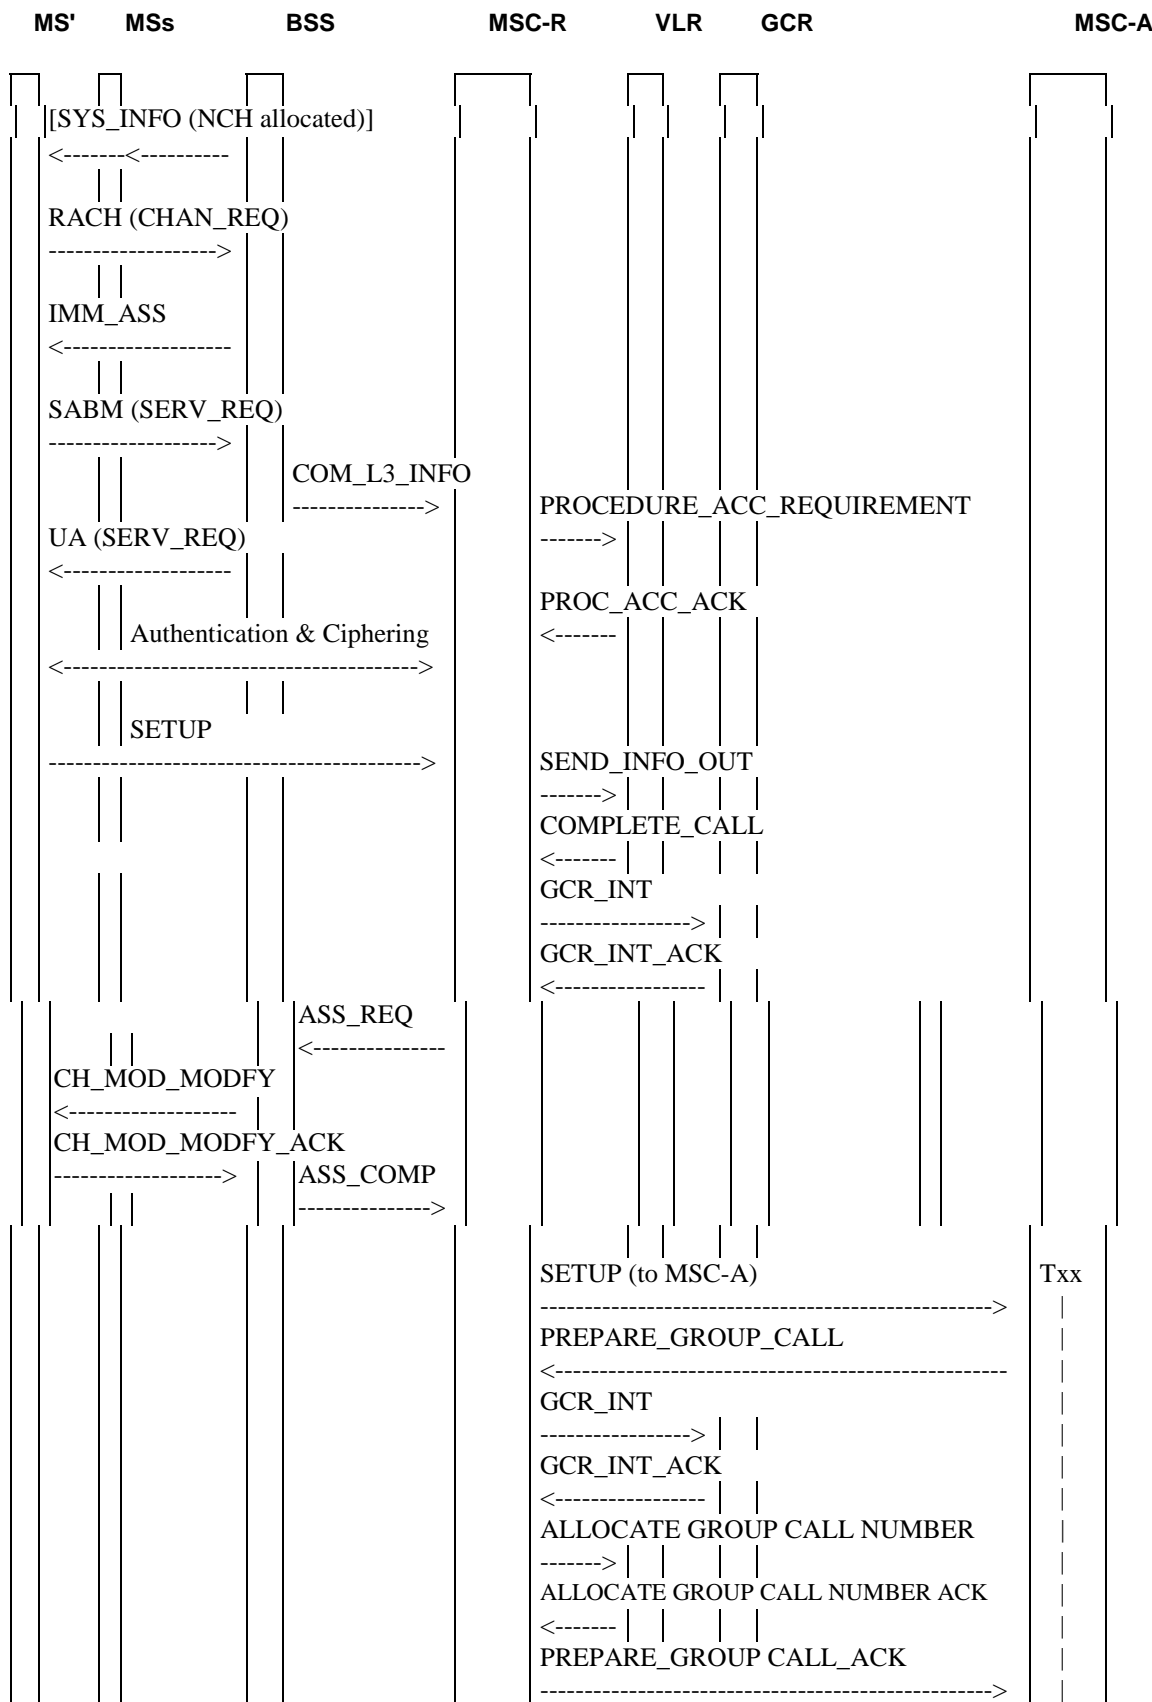 MS' MSs BSS MSC-R VLR GCR MSC-A
[SYS_INFO (NCH allocated)]
RACH (CHAN_REQ)
IMM_ASS
SABM (SERV_REQ)
COM_L3_INFO
PROCEDURE_ACC_REQUIREMENT
UA (SERV_REQ)
PROC_ACC_ACK
Authentication & Ciphering
SETUP
SEND_INFO_OUT
COMPLETE_CALL
GCR_INT
GCR_INT_ACK
ASS_REQ
CH_MOD_MODFY
CH_MOD_MODFY_ACK
ASS_COMP
SETUP (to MSC-A) Txx
PREPARE_GROUP_CALL
GCR_INT
GCR_INT_ACK
ALLOCATE GROUP CALL NUMBER
ALLOCATE GROUP CALL NUMBER ACK
PREPARE_GROUP CALL_ACK